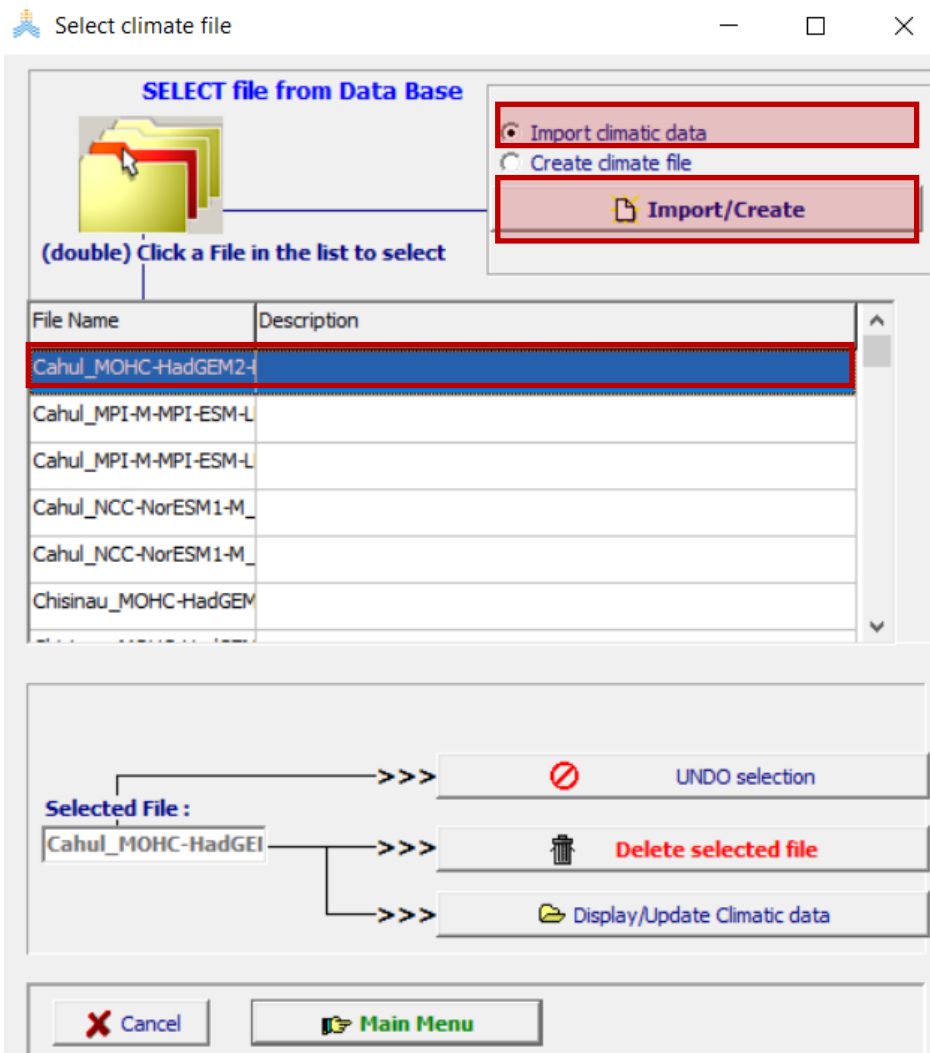 Select climate file
SELECT file from Data Base
Import climatic data
Create climate file
Import/Create
(double) Click a File in the list to select
File Name Description
Cahul_MOHC-HadGEM2-
Cahul_MPI-M-MPI-ESM-L
Cahul_MPI-M-MPI-ESM-L
Cahul_NCC-NorESM1-M_
Cahul_NCC-NorESM1-M_
Chisinau_MOHC-HadGEM
>>> UNDO selection
Selected File :
Cahul_MOHC-HadGEI
>>> Delete selected file
>>> Display/Update Climatic data
Cancel Main Menu